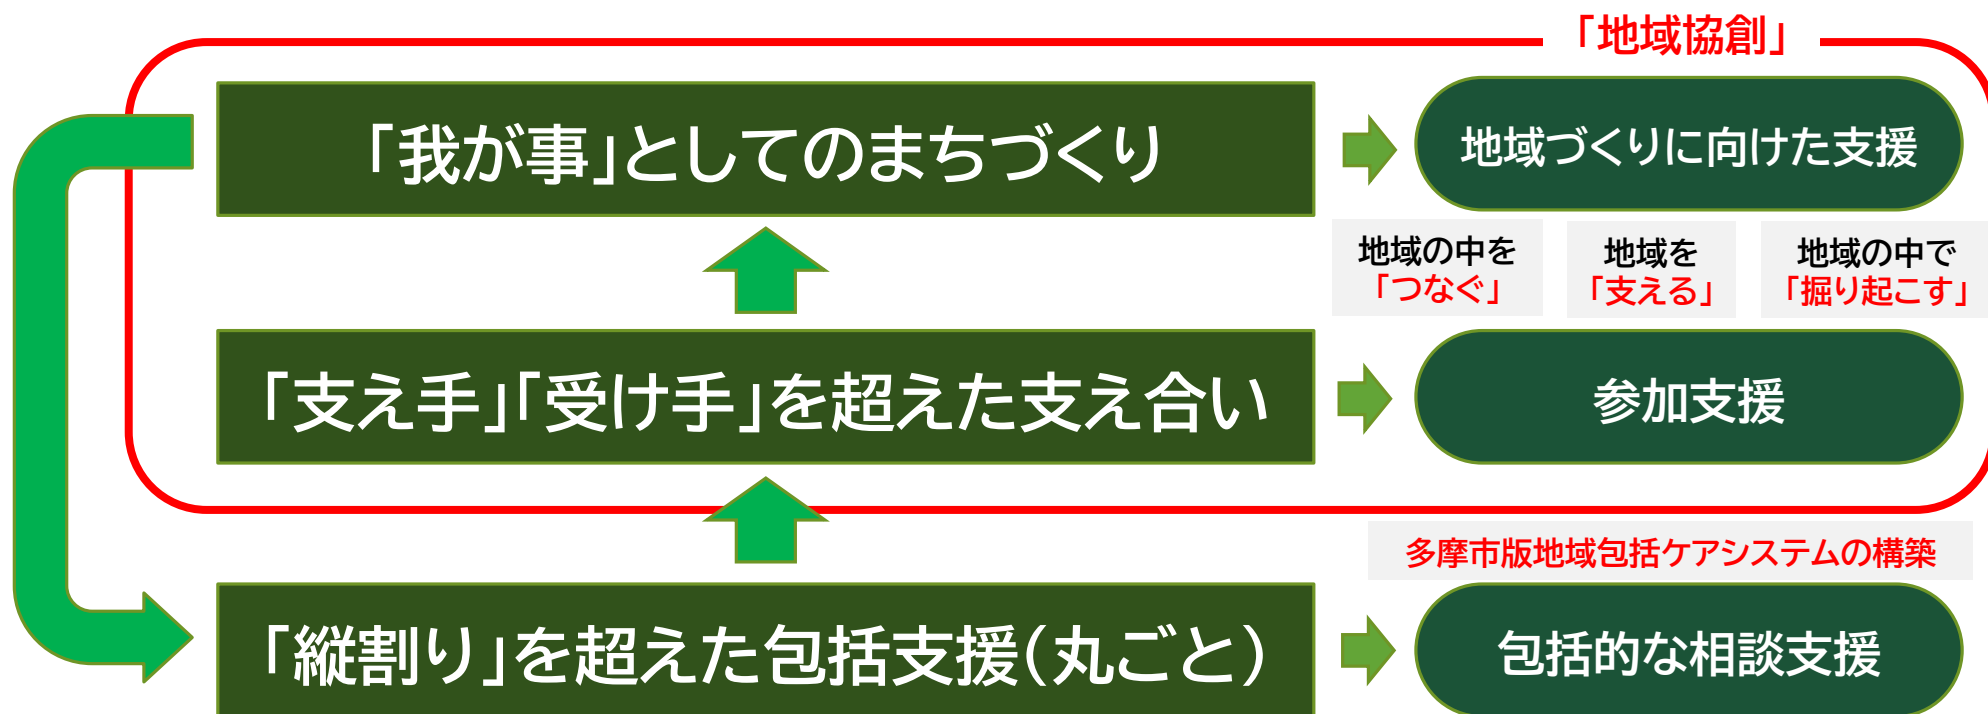 「地域協創」
「我が事」としてのまちづくり
地域づくりに向けた支援
地域の中を
「つなぐ」
地域を
「支える」
地域の中で
「掘り起こす」
「支え手」「受け手」を超えた支え合い
参加支援
多摩市版地域包括ケアシステムの構築
「縦割り」を超えた包括支援(丸ごと)
包括的な相談支援